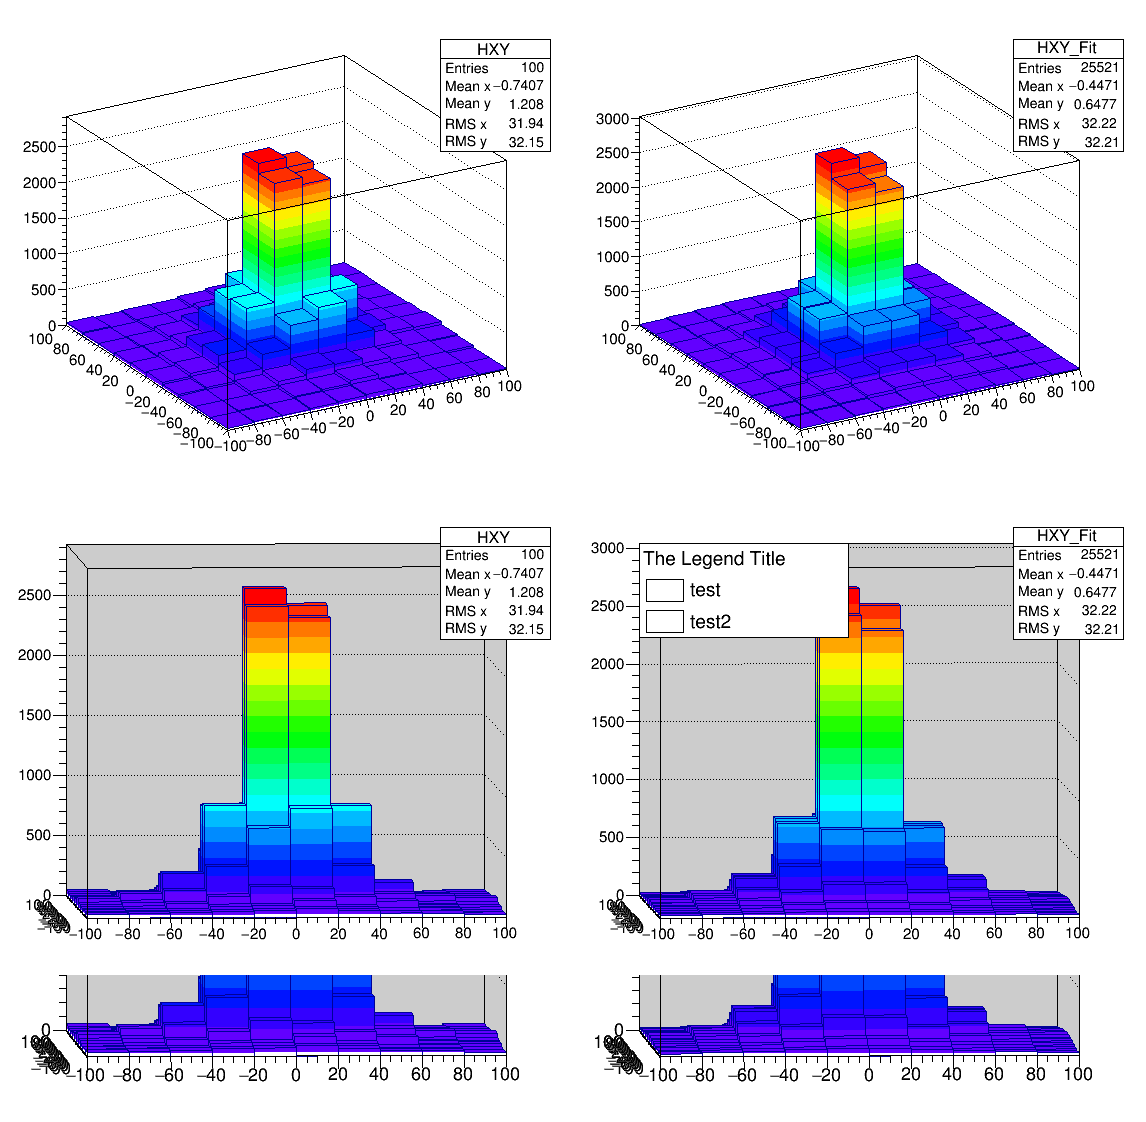 HXY
Entries 100
Mean x −0.7407
Mean y 1.208
RMS x 31.94
RMS y 32.15
2500
2000
1500
1000
500
0
100
80
60
40
20
0
−20
−40
−60
−80
−100
−100 −80 −60 −40 −20 0 20 40 60 80 100
HXY_Fit
Entries 25521
Mean x −0.4471
Mean y 0.6477
RMS x 32.22
RMS y 32.21
3000
2500
2000
1500
1000
500
0
100
80
60
40
20
0
−20
−40
−60
−80
−100
−100 −80 −60 −40 −20 0 20 40 60 80 100
HXY
Entries 100
Mean x −0.7407
Mean y 1.208
RMS x 31.94
RMS y 32.15
2500
2000
1500
1000
500
0
−100 −80 −60 −40 −20 0 20 40 60 80 100
The Legend Title
test
test2
HXY_Fit
Entries 25521
Mean x −0.4471
Mean y 0.6477
RMS x 32.22
RMS y 32.21
3000
2500
2000
1500
1000
500
0
−100 −80 −60 −40 −20 0 20 40 60 80 100
0
−100 −80 −60 −40 −20 0 20 40 60 80 100
0
−100 −80 −60 −40 −20 0 20 40 60 80 100